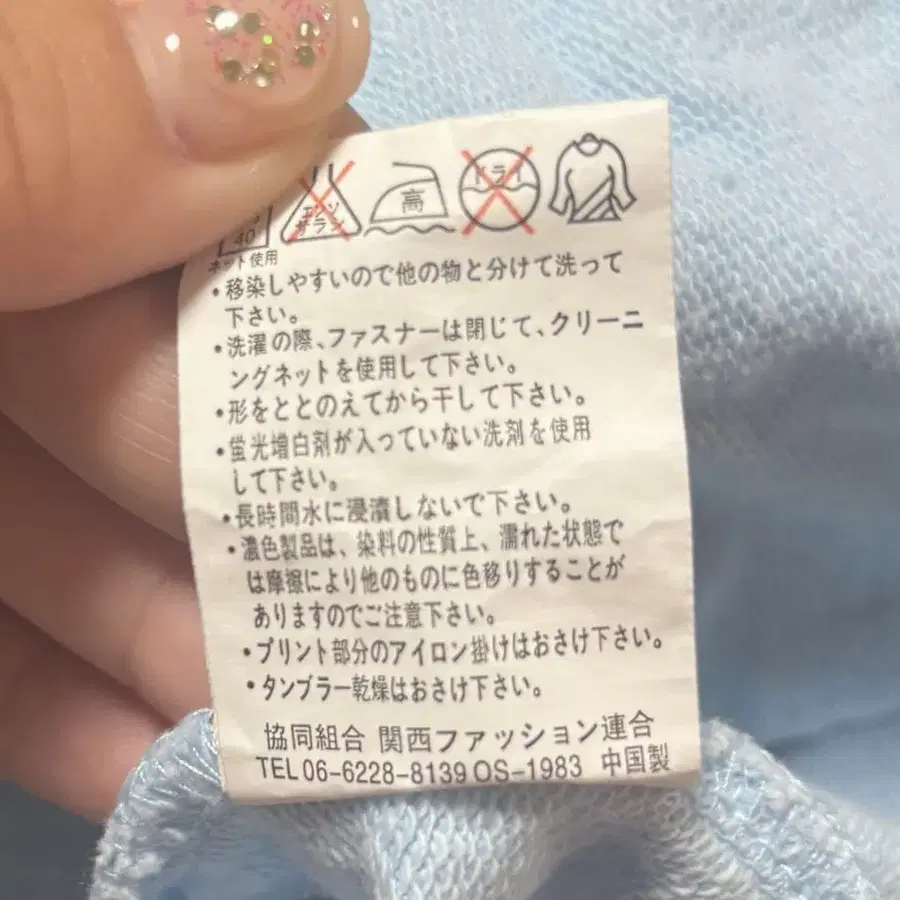 40
エンソ
サラシ
高
ドライ
ネット使用
・移染しやすいので他の物と分けて洗って
下さい。
・洗濯の際、ファスナーは閉じて、クリーニ
ングネットを使用して下さい。
・形をととのえてから干して下さい。
・蛍光増白剤が入っていない洗剤を使用
して下さい。
・長時間水に浸漬しないで下さい。
・濃色製品は、染料の性質上、濡れた状態で
は摩擦により他のものに色移りすることが
ありますのでご注意下さい。
・プリント部分のアイロン掛けはおさけ下さい。
・タンブラー乾燥はおさけ下さい。
協同組合 関西ファッション連合
TEL 06-6228-8139 OS-1983 中国製